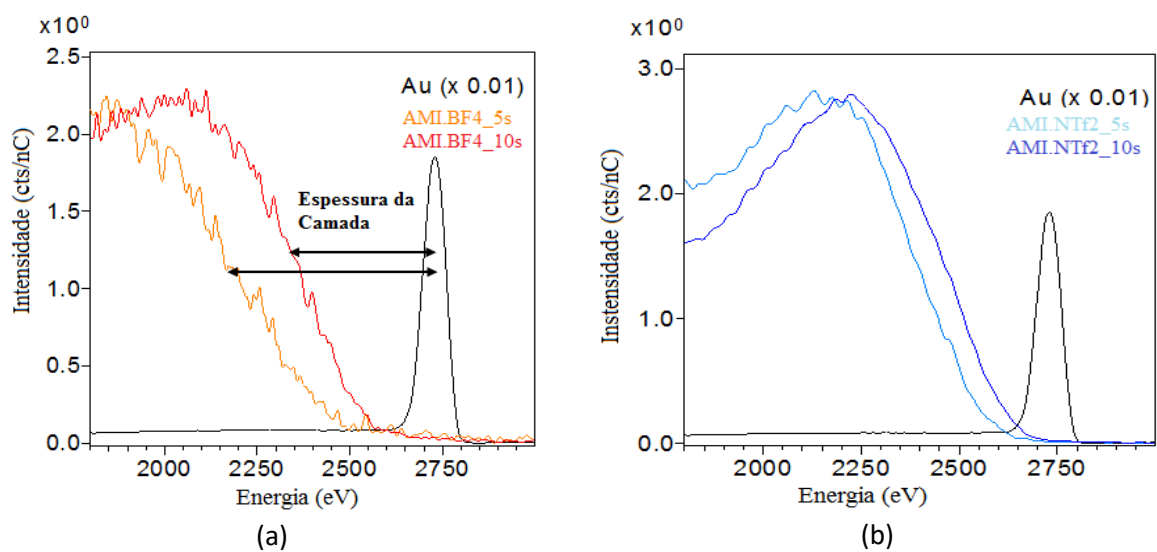 x10⁰
2.5
2.0
1.5
1.0
0.5
0.0
Intensidade (cts/nC)
Au (x 0.01)
AMI.BF4_5s
AMI.BF4_10s
Espessura da
Camada
2000 2250 2500 2750
Energia (eV)
(a)
x10⁰
3.0
2.0
1.0
0.0
Instensidade (cts/nC)
Au (x 0.01)
AMI.NTf2_5s
AMI.NTf2_10s
2000 2250 2500 2750
Energia (eV)
(b)